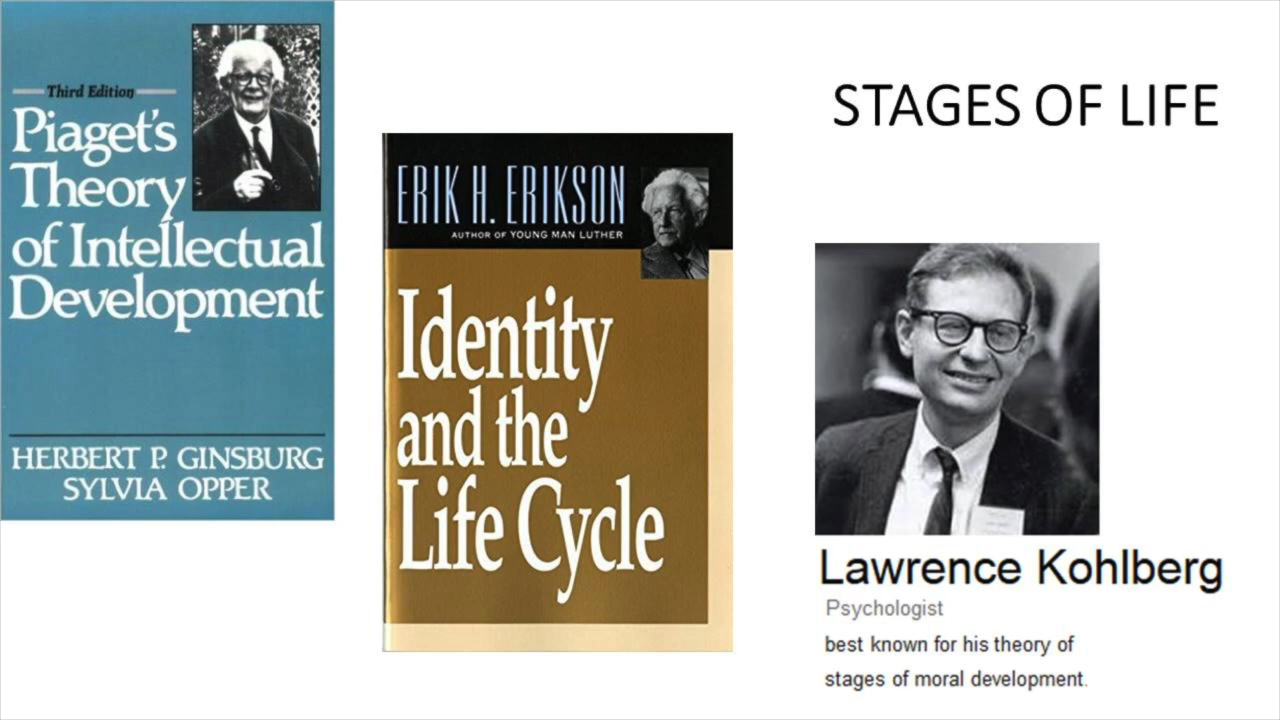 Third Edition
Piaget's
Theory
of Intellectual
Development
HERBERT P. GINSBURG
SYLVIA OPPER
ERIK H. ERIKSON
AUTHOR OF YOUNG MAN LUTHER
Identity
and the
Life Cycle
STAGES OF LIFE
Lawrence Kohlberg
Psychologist
best known for his theory of
stages of moral development.